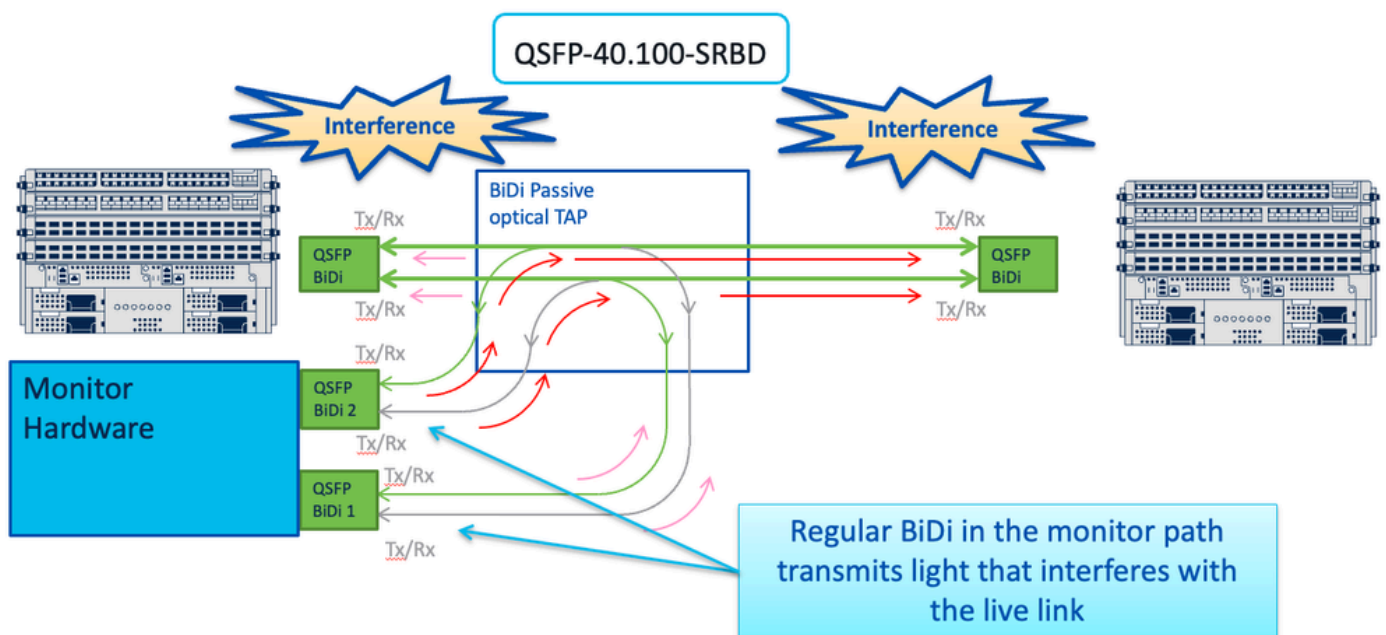 QSFP-40.100-SRBD
Interference
Interference
BiDi Passive
optical TAP
Tx/Rx
Tx/Rx
QSFP
BiDi
QSFP
BiDi
Tx/Rx
Tx/Rx
Tx/Rx
Monitor
Hardware
QSFP
BiDi 2
Tx/Rx
Tx/Rx
QSFP
BiDi 1
Tx/Rx
Regular BiDi in the monitor path
transmits light that interferes with
the live link